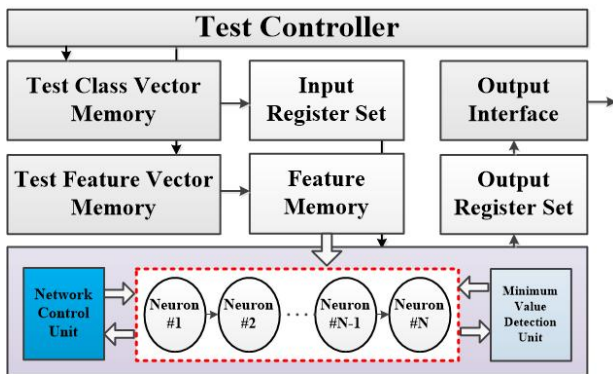 Test Controller
Test Class Vector
Memory
Input
Register Set
Output
Interface
Test Feature Vector
Memory
Feature
Memory
Output
Register Set
Network
Control
Unit
Neuron
#1
Neuron
#2
...
Neuron
#N-1
Neuron
#N
Minimum
Value
Detection
Unit